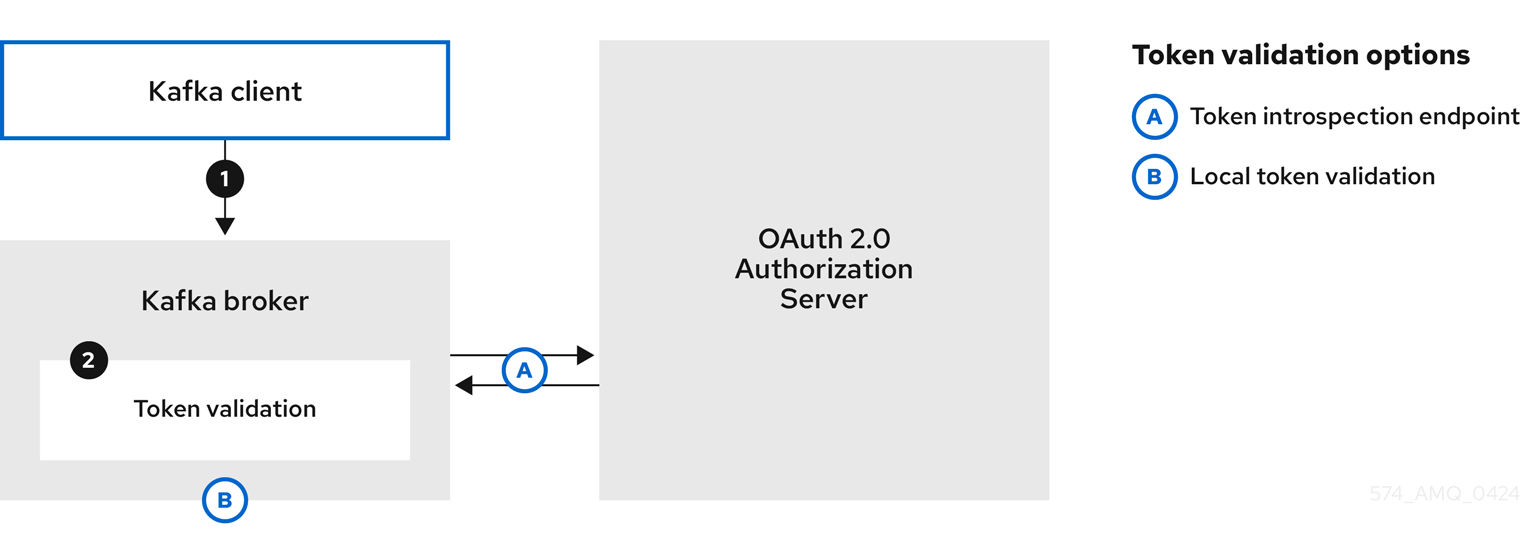 Kafka client
1
Kafka broker
2
Token validation
B
A
OAuth 2.0
Authorization
Server
Token validation options
A Token introspection endpoint
B Local token validation
574_AMQ_0424